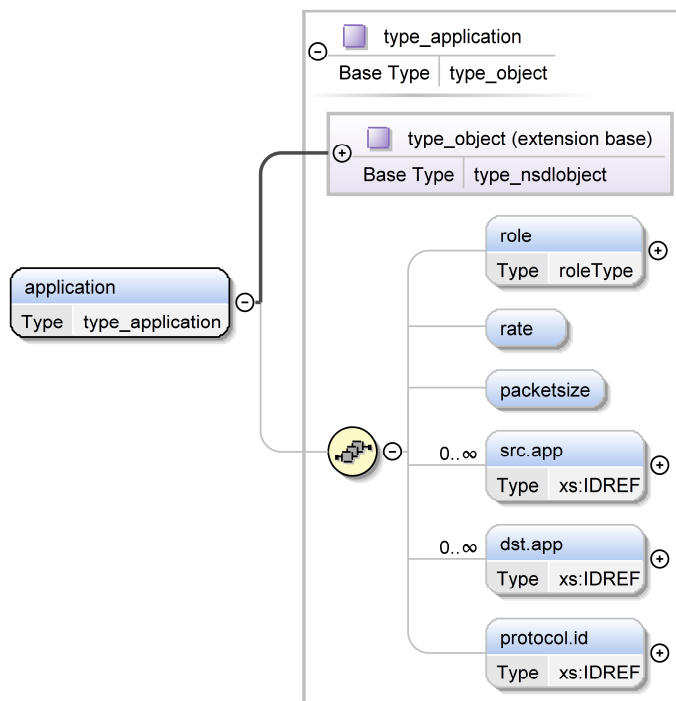 type_application
Base Type type_object
type_object (extension base)
Base Type type_nsdlobject
role
Type roleType
application
Type type_application
rate
packetsize
0..∞ src.app
Type xs:IDREF
0..∞ dst.app
Type xs:IDREF
protocol.id
Type xs:IDREF